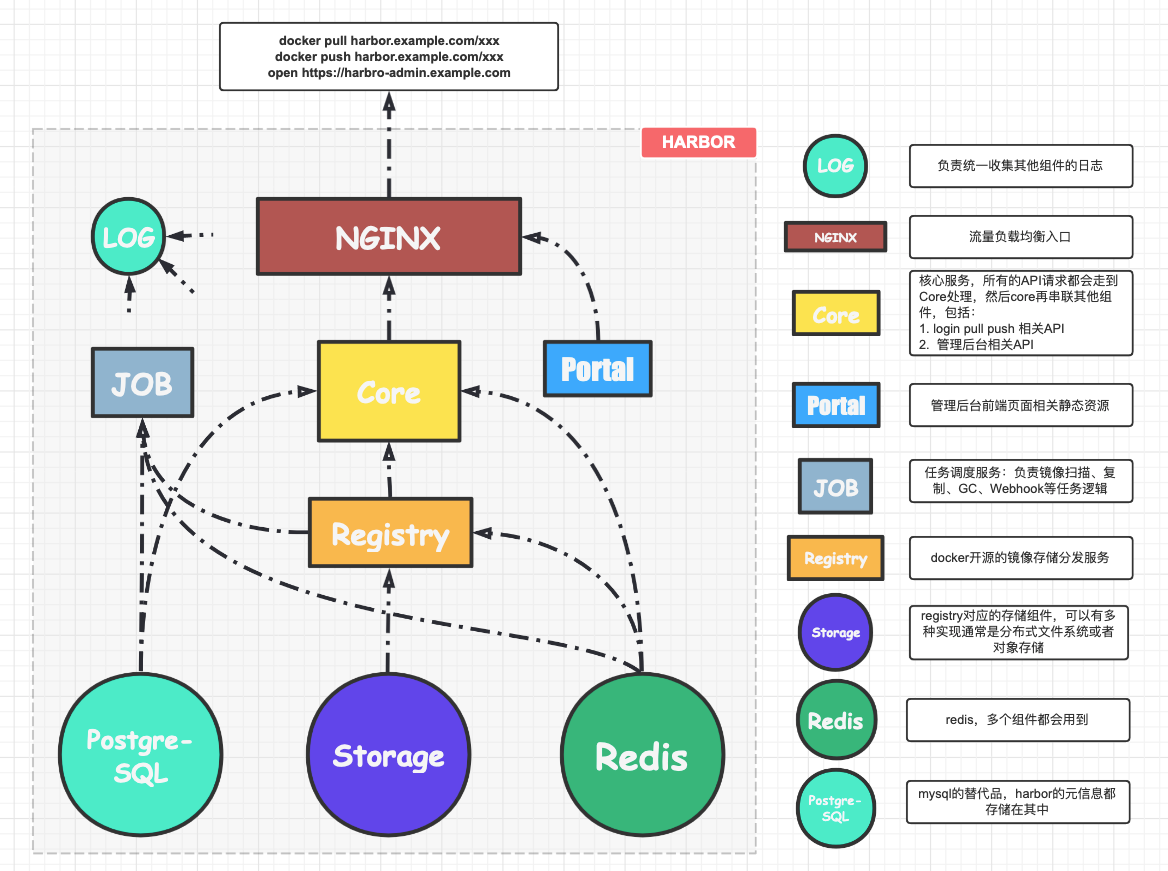 docker pull harbor.example.com/xxx
docker push harbor.example.com/xxx
open https://harbro-admin.example.com
HARBOR
LOG
NGINX
JOB
Core
Portal
Registry
Postgre-
SQL
Storage
Redis
LOG
负责统一收集其他组件的日志
NGINX
流量负载均衡入口
Core
核心服务，所有的API请求都会走到
Core处理，然后core再串联其他组
件，包括：
1. login pull push 相关API
2. 管理后台相关API
Portal
管理后台前端页面相关静态资源
JOB
任务调度服务：负责镜像扫描、复
制、GC、Webhook等任务逻辑
Registry
docker开源的镜像存储分发服务
Storage
registry对应的存储组件，可以有多
种实现通常是分布式文件系统或者
对象存储
Redis
redis，多个组件都会用到
Postgre-
SQL
mysql的替代品，harbor的元信息都
存储在其中